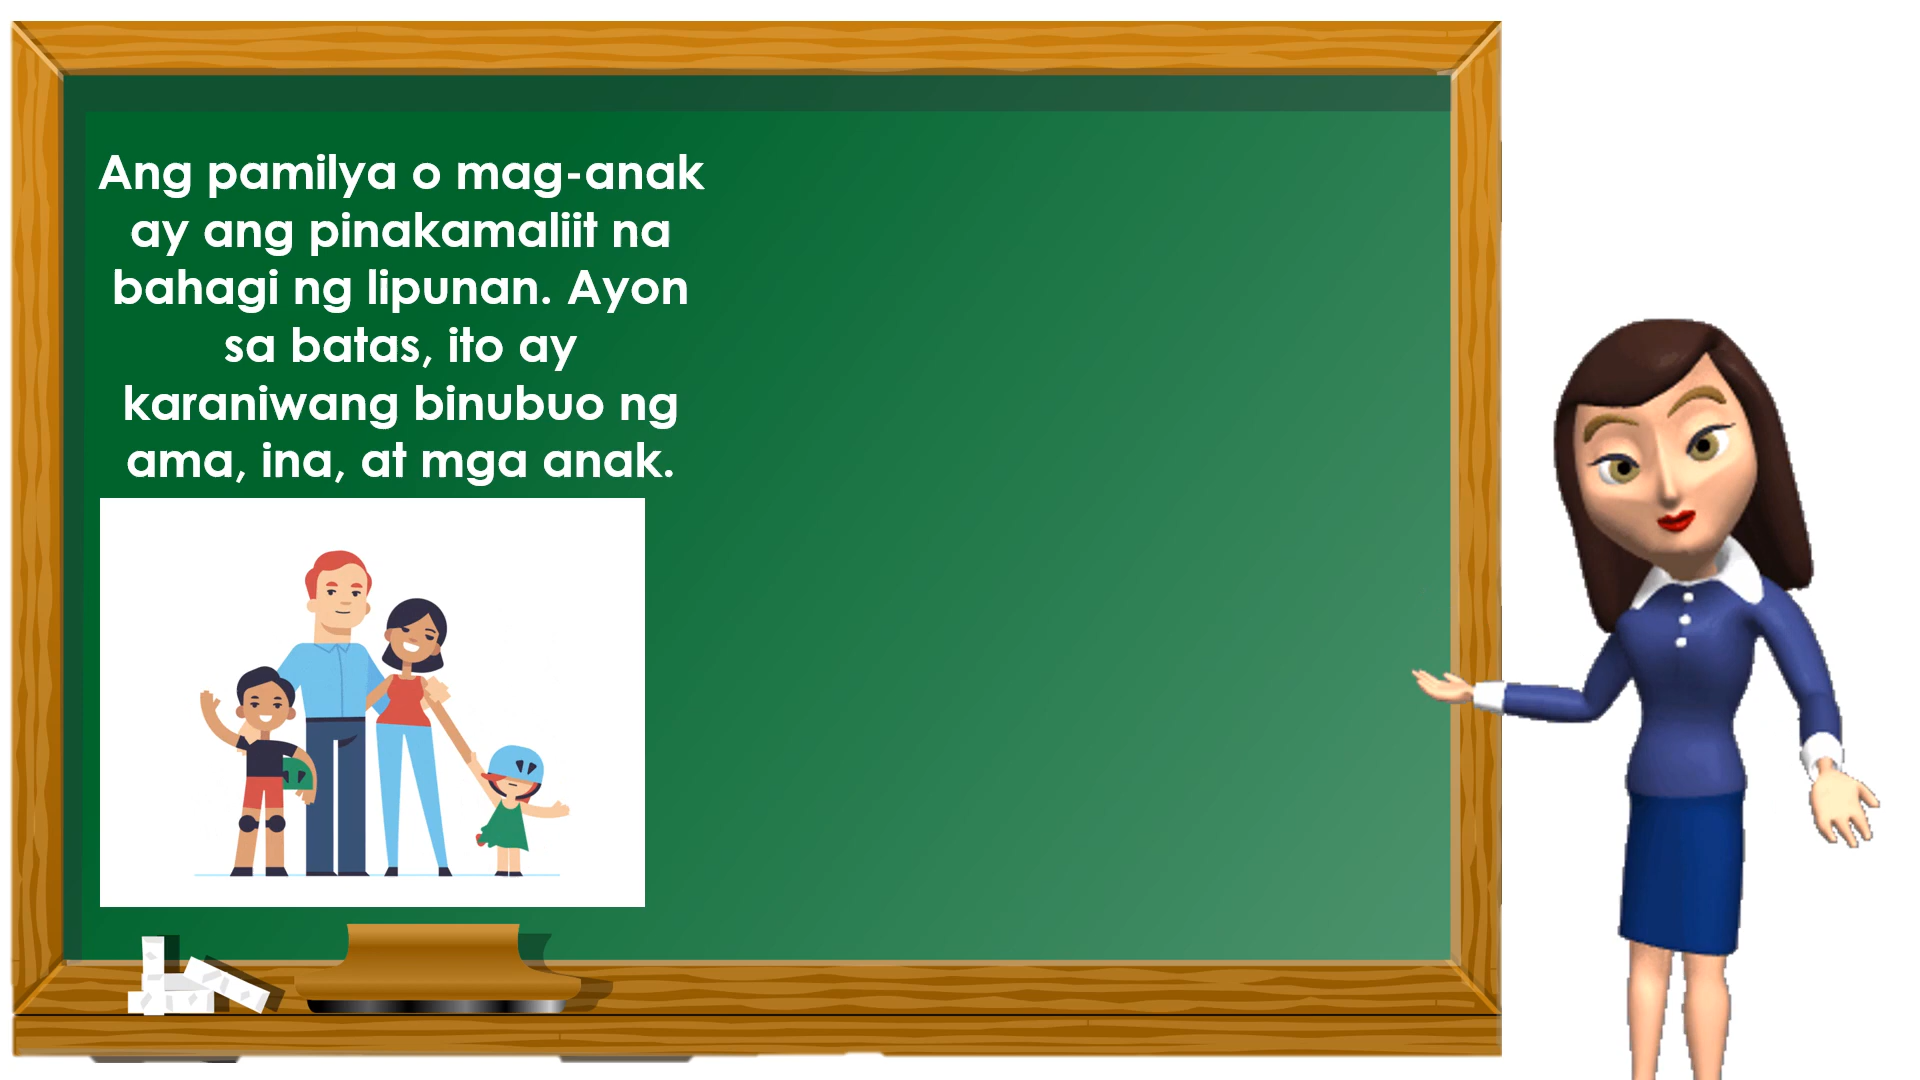 Ang pamilya o mag-anak
ay ang pinakamaliit na
bahagi ng lipunan. Ayon
sa batas, ito ay
karaniwang binubuo ng
ama, ina, at mga anak.